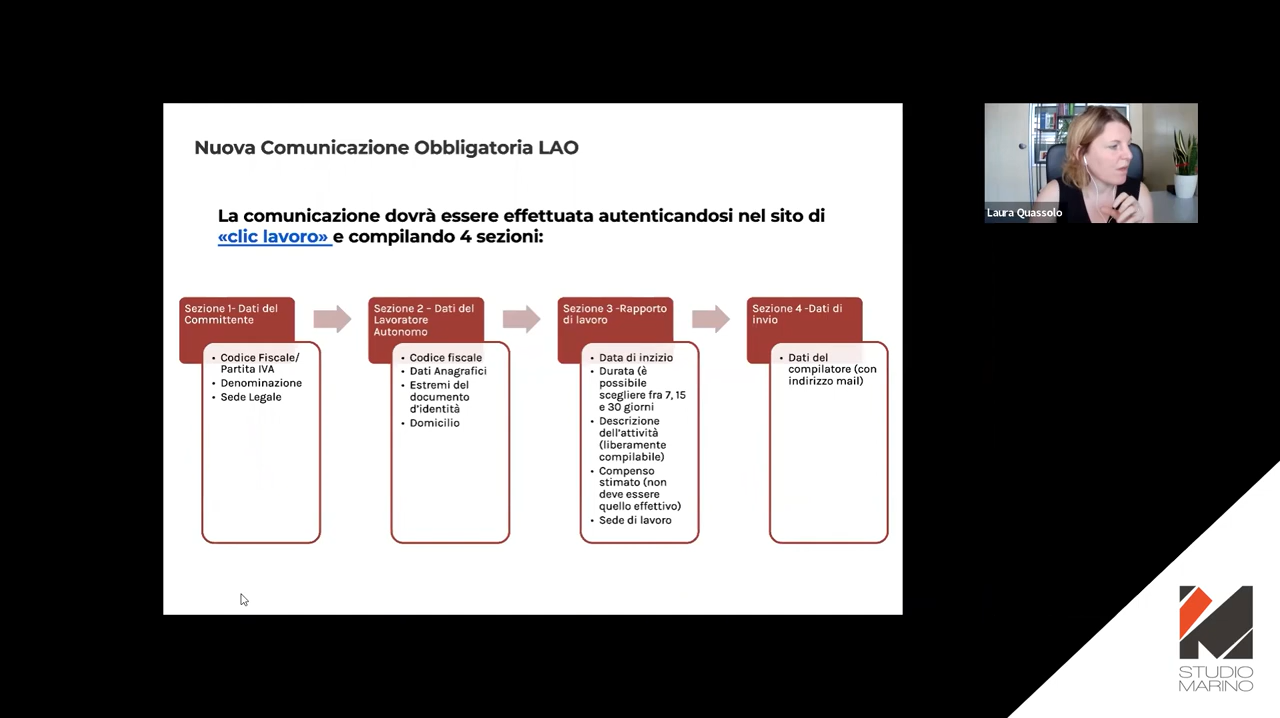 Nuova Comunicazione Obbligatoria LAO
La comunicazione dovrà essere effettuata autenticandosi nel sito di
«clic lavoro» e compilando 4 sezioni:
Sezione 1- Dati del
Committente
• Codice Fiscale/
Partita IVA
• Denominazione
• Sede Legale
Sezione 2 – Dati del
Lavoratore
Autonomo
• Codice fiscale
• Dati Anagrafici
• Estremi del
documento
d'identità
• Domicilio
Sezione 3 -Rapporto
di lavoro
• Data di inzizio
• Durata (è
possibile
scegliere fra 7, 15
e 30 giorni
• Descrizione
dell'attività
(liberamente
compilabile)
• Compenso
stimato (non
deve essere
quello effettivo)
• Sede di lavoro
Sezione 4 -Dati di
invio
• Dati del
compilatore (con
indirizzo mail)
Laura Quassolo
STUDIO
MARINO